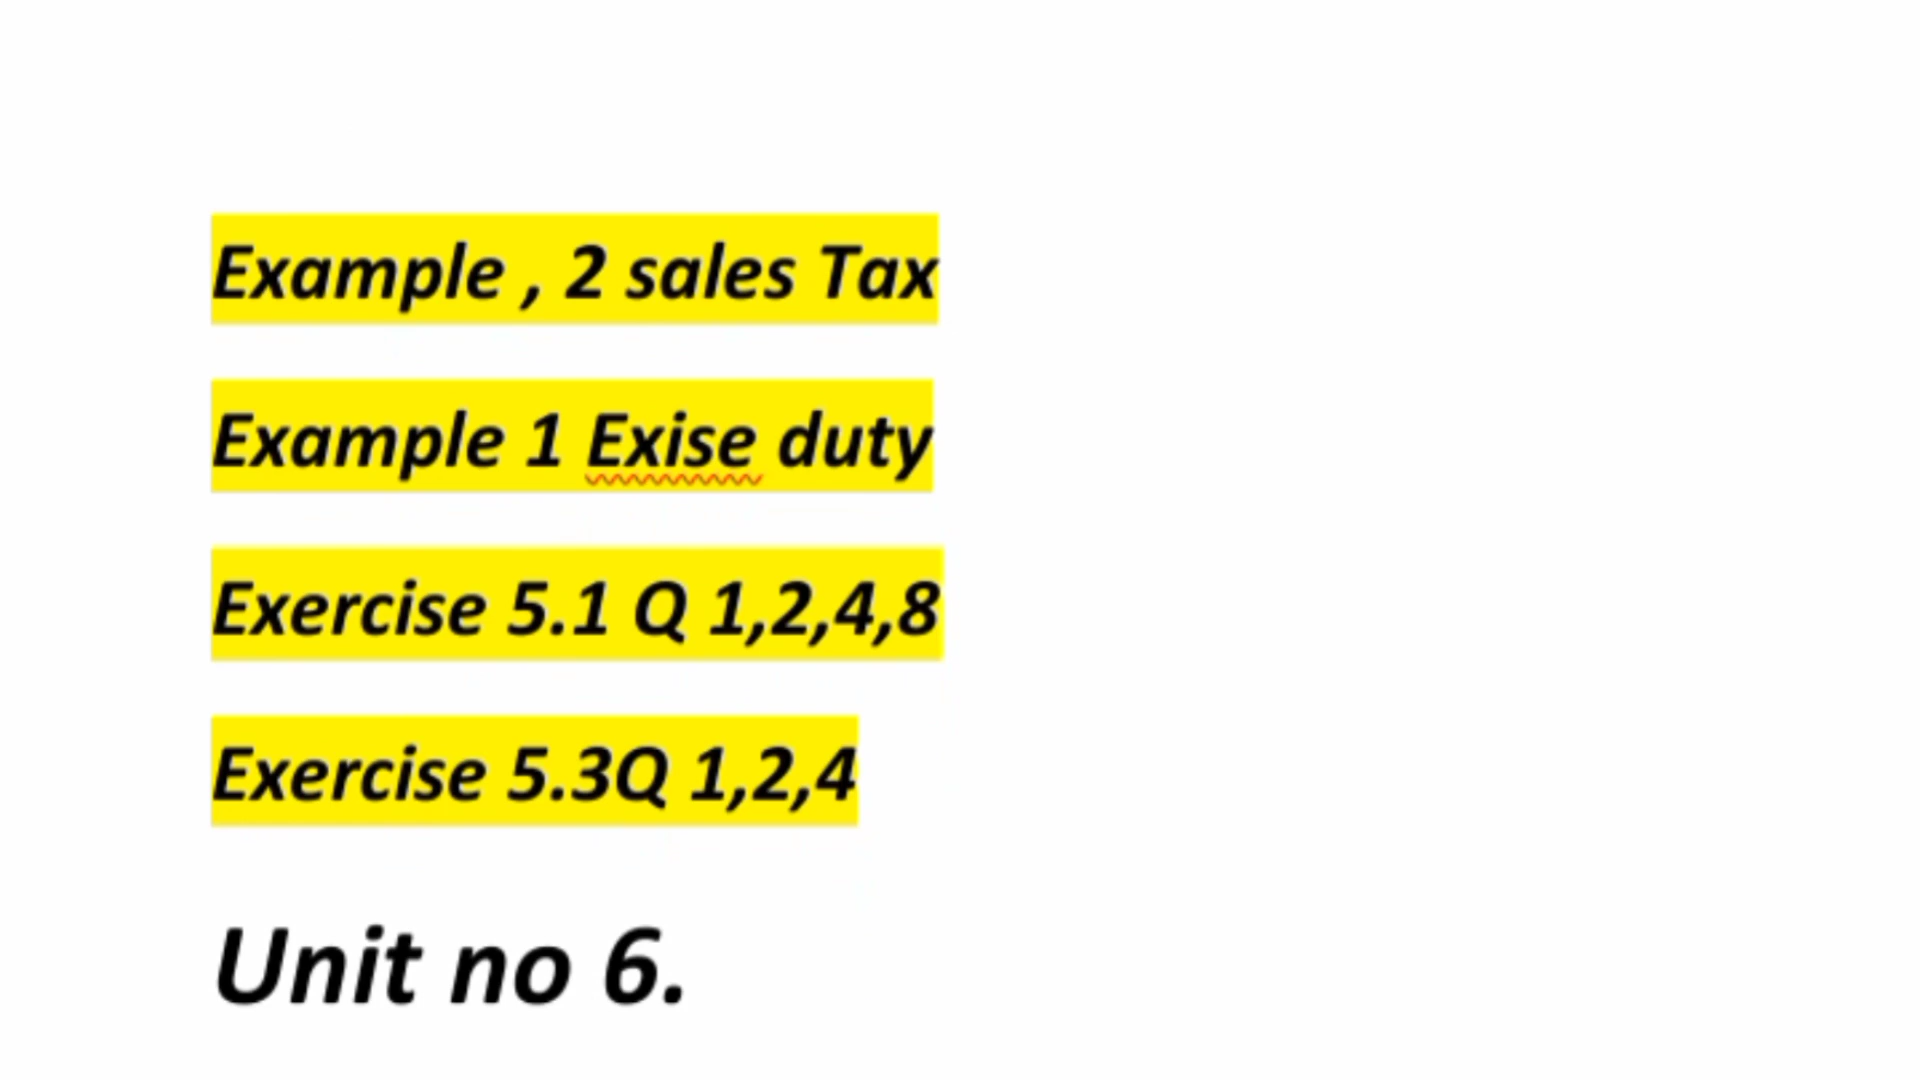 Example , 2 sales Tax
Example 1 Exise duty
Exercise 5.1 Q 1,2,4,8
Exercise 5.3Q 1,2,4
Unit no 6.